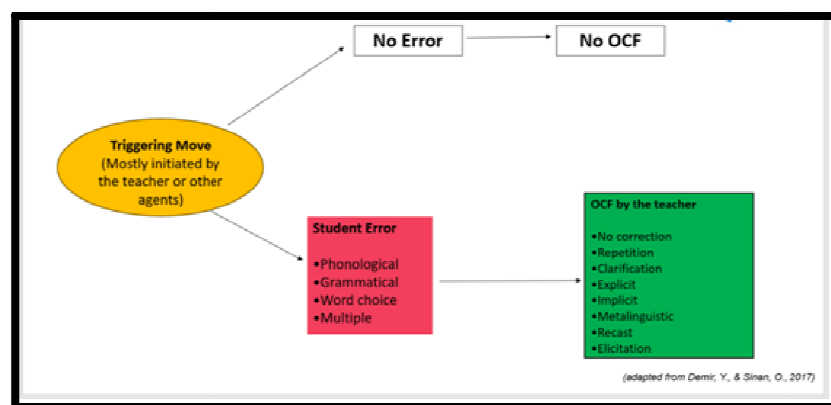 No Error
No OCF
Triggering Move
(Mostly initiated by
the teacher or other
agents)
Student Error
•Phonological
•Grammatical
•Word choice
•Multiple
OCF by the teacher
•No correction
•Repetition
•Clarification
•Explicit
•Implicit
•Metalinguistic
•Recast
•Elicitation
(adapted from Demir, Y., & Sinan, O., 2017)